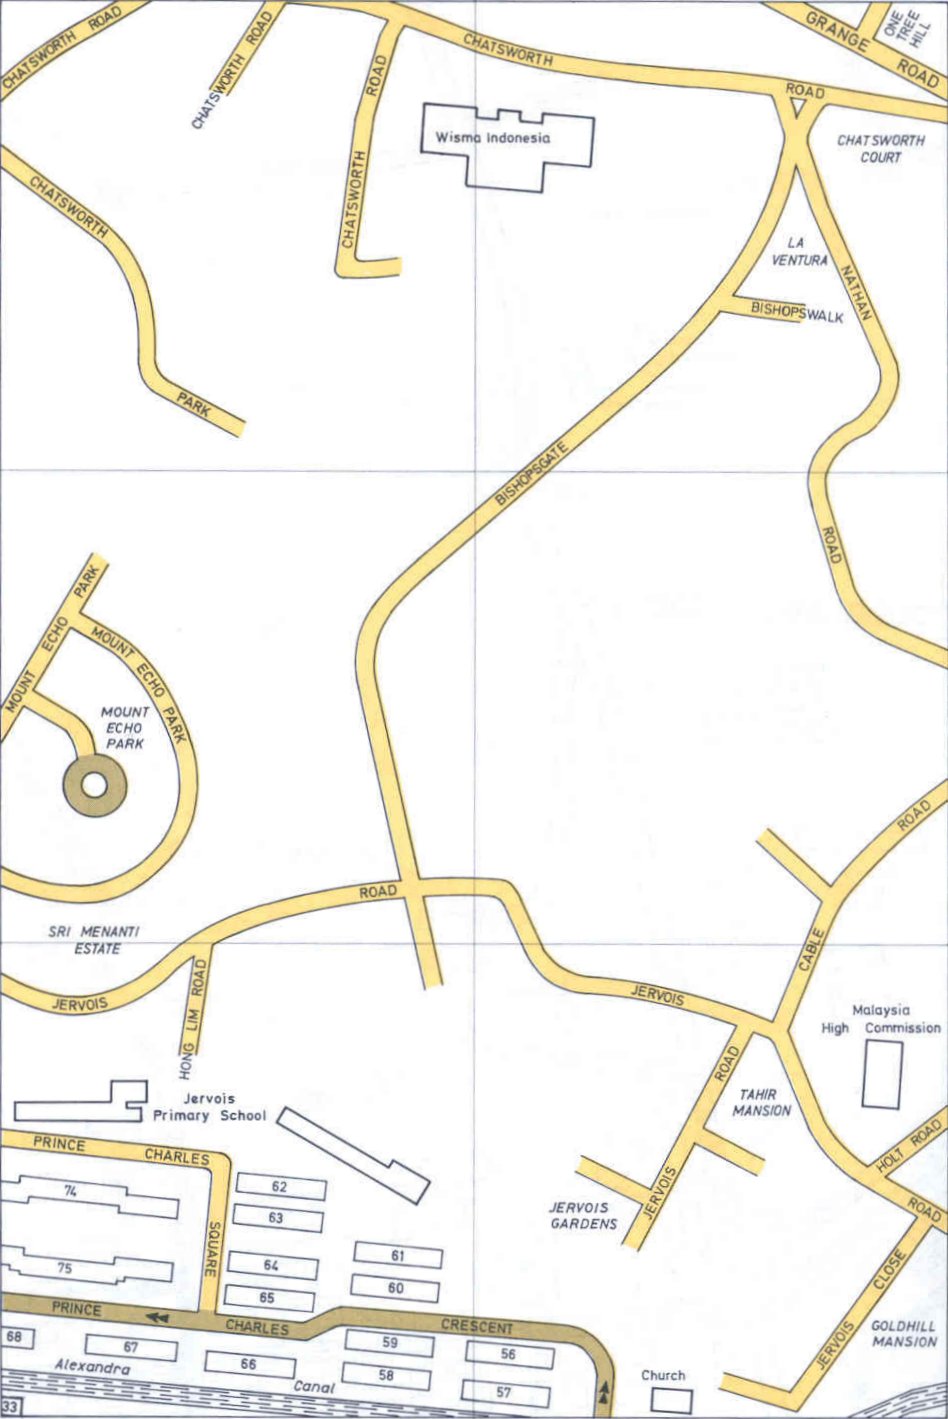 CHATSWORTH ROAD
CHATSWORTH ROAD
CHATSWORTH ROAD
CHATSWORTH
ROAD
GRANGE
ROAD
ONE
TREE
HILL
Wisma Indonesia
CHATSWORTH
COURT
CHATSWORTH
PARK
LA
VENTURA
NATHAN
ROAD
BISHOPSWALK
BISHOPSGATE
MOUNT ECHO PARK
MOUNT ECHO PARK
MOUNT
ECHO
PARK
ROAD
CABLE
ROAD
SRI MENANTI
ESTATE
JERVOIS
HONG LIM ROAD
JERVOIS
Malaysia
High Commission
ROAD
JERVOIS
TAHIR
MANSION
Jervois
Primary School
HOLT ROAD
ROAD
PRINCE CHARLES
SQUARE
74
62
63
JERVOIS
GARDENS
75
64
65
61
60
JERVOIS CLOSE
GOLDHILL
MANSION
PRINCE CHARLES CRESCENT
68
67
66
59
58
56
57
Alexandra
Canal
Church
33